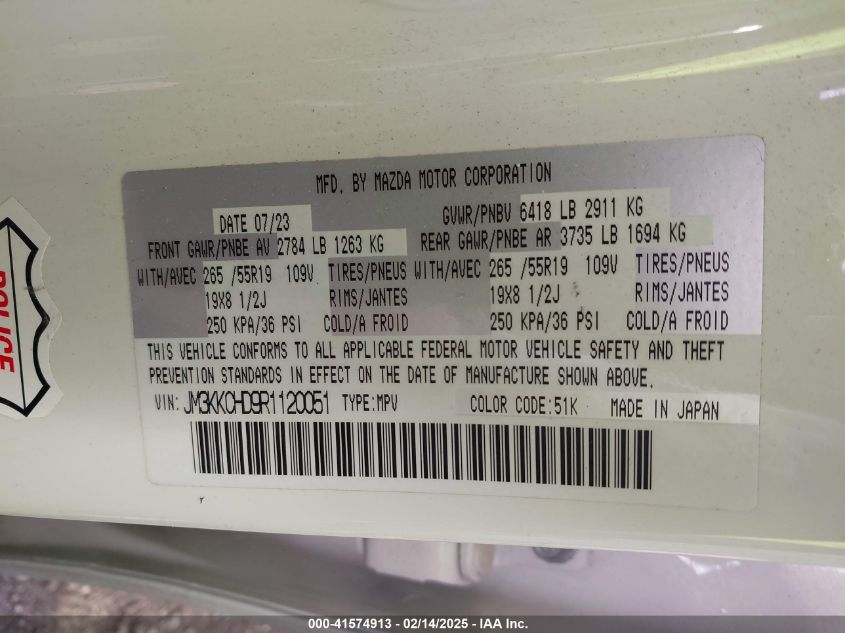 MFD. BY MAZDA MOTOR CORPORATION
DATE 07/23 GVWR/PNBV 6418 LB 2911 KG
FRONT GAWR/PNBE AV 2784 LB 1263 KG REAR GAWR/PNBE AR 3735 LB 1694 KG
WITH/AVEC 265 /55R19 109V TIRES/PNEUS WITH/AVEC 265 /55R19 109V TIRES/PNEUS
19X8 1/2J RIMS/JANTES 19X8 1/2J RIMS/JANTES
250 KPA/36 PSI COLD/A FROID 250 KPA/36 PSI COLD/A FROID
THIS VEHICLE CONFORMS TO ALL APPLICABLE FEDERAL MOTOR VEHICLE SAFETY AND THEFT
PREVENTION STANDARDS IN EFFECT ON THE DATE OF MANUFACTURE SHOWN ABOVE.
VIN: JM3KKCHD9R1120051 TYPE:MPV COLOR CODE:51K MADE IN JAPAN
POLICE
000-41574913 - 02/14/2025 - IAA Inc.